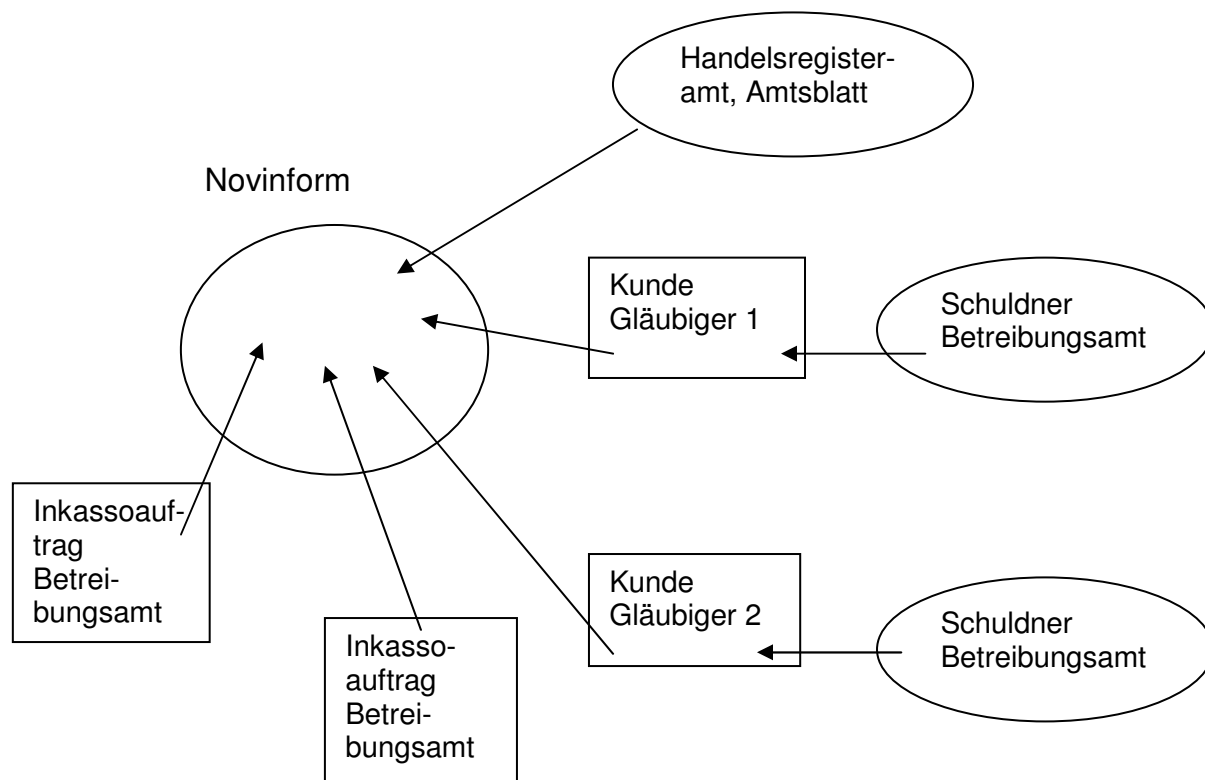 Handelsregister-
amt, Amtsblatt
Novinform
Kunde
Gläubiger 1
Schuldner
Betreibungsamt
Inkassoauf-
trag
Betrei-
bungsamt
Kunde
Gläubiger 2
Schuldner
Betreibungsamt
Inkasso-
auftrag
Betrei-
bungsamt